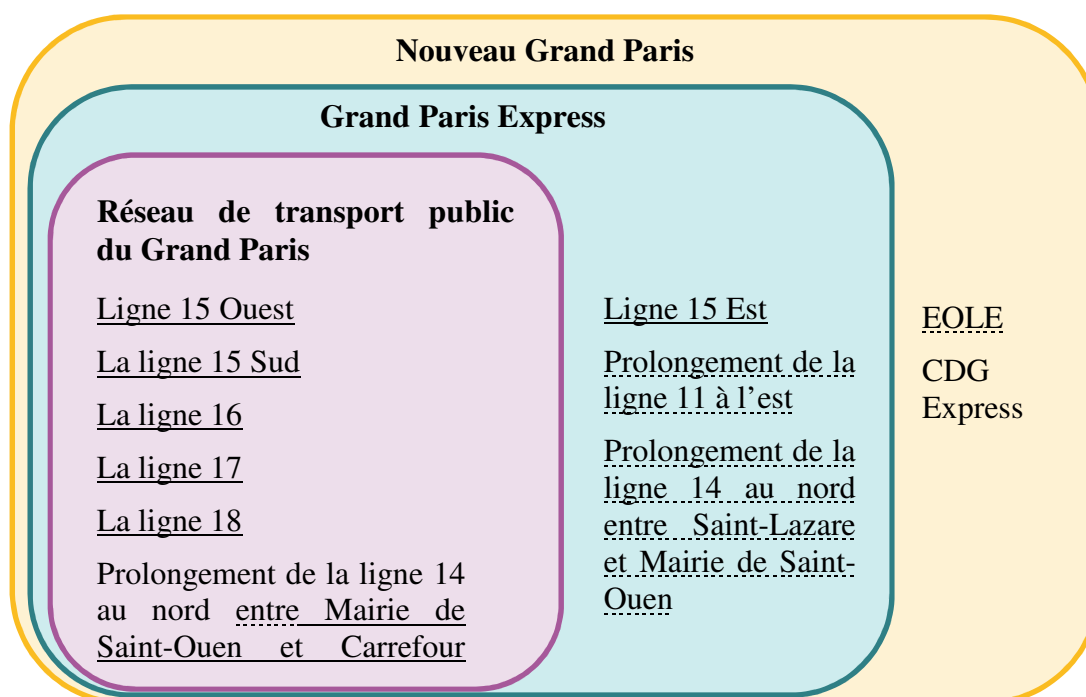 Nouveau Grand Paris
Grand Paris Express
Réseau de transport public
du Grand Paris
Ligne 15 Ouest
La ligne 15 Sud
La ligne 16
La ligne 17
La ligne 18
Prolongement de la ligne 14
au nord entre Mairie de
Saint-Ouen et Carrefour
Ligne 15 Est
Prolongement de la
ligne 11 à l’est
Prolongement de la
ligne 14 au nord
entre Saint-Lazare
et Mairie de Saint-
Ouen
EOLE
CDG
Express